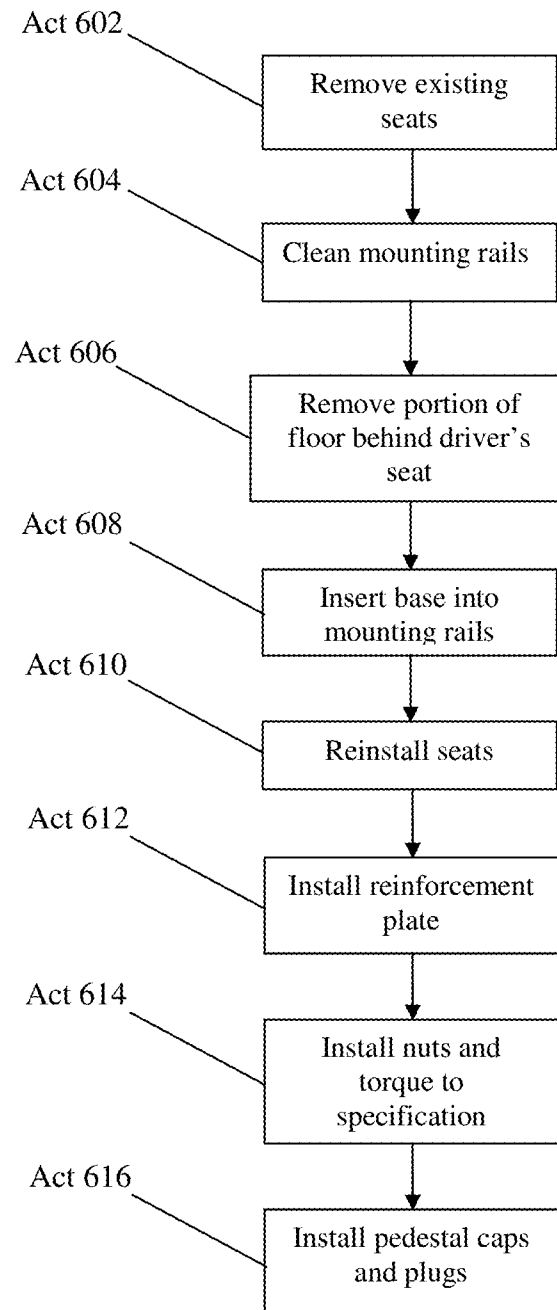 Act 602
Remove existing
seats
Act 604
Clean mounting rails
Act 606
Remove portion of
floor behind driver's
seat
Act 608
Insert base into
mounting rails
Act 610
Reinstall seats
Act 612
Install reinforcement
plate
Act 614
Install nuts and
torque to
specification
Act 616
Install pedestal caps
and plugs